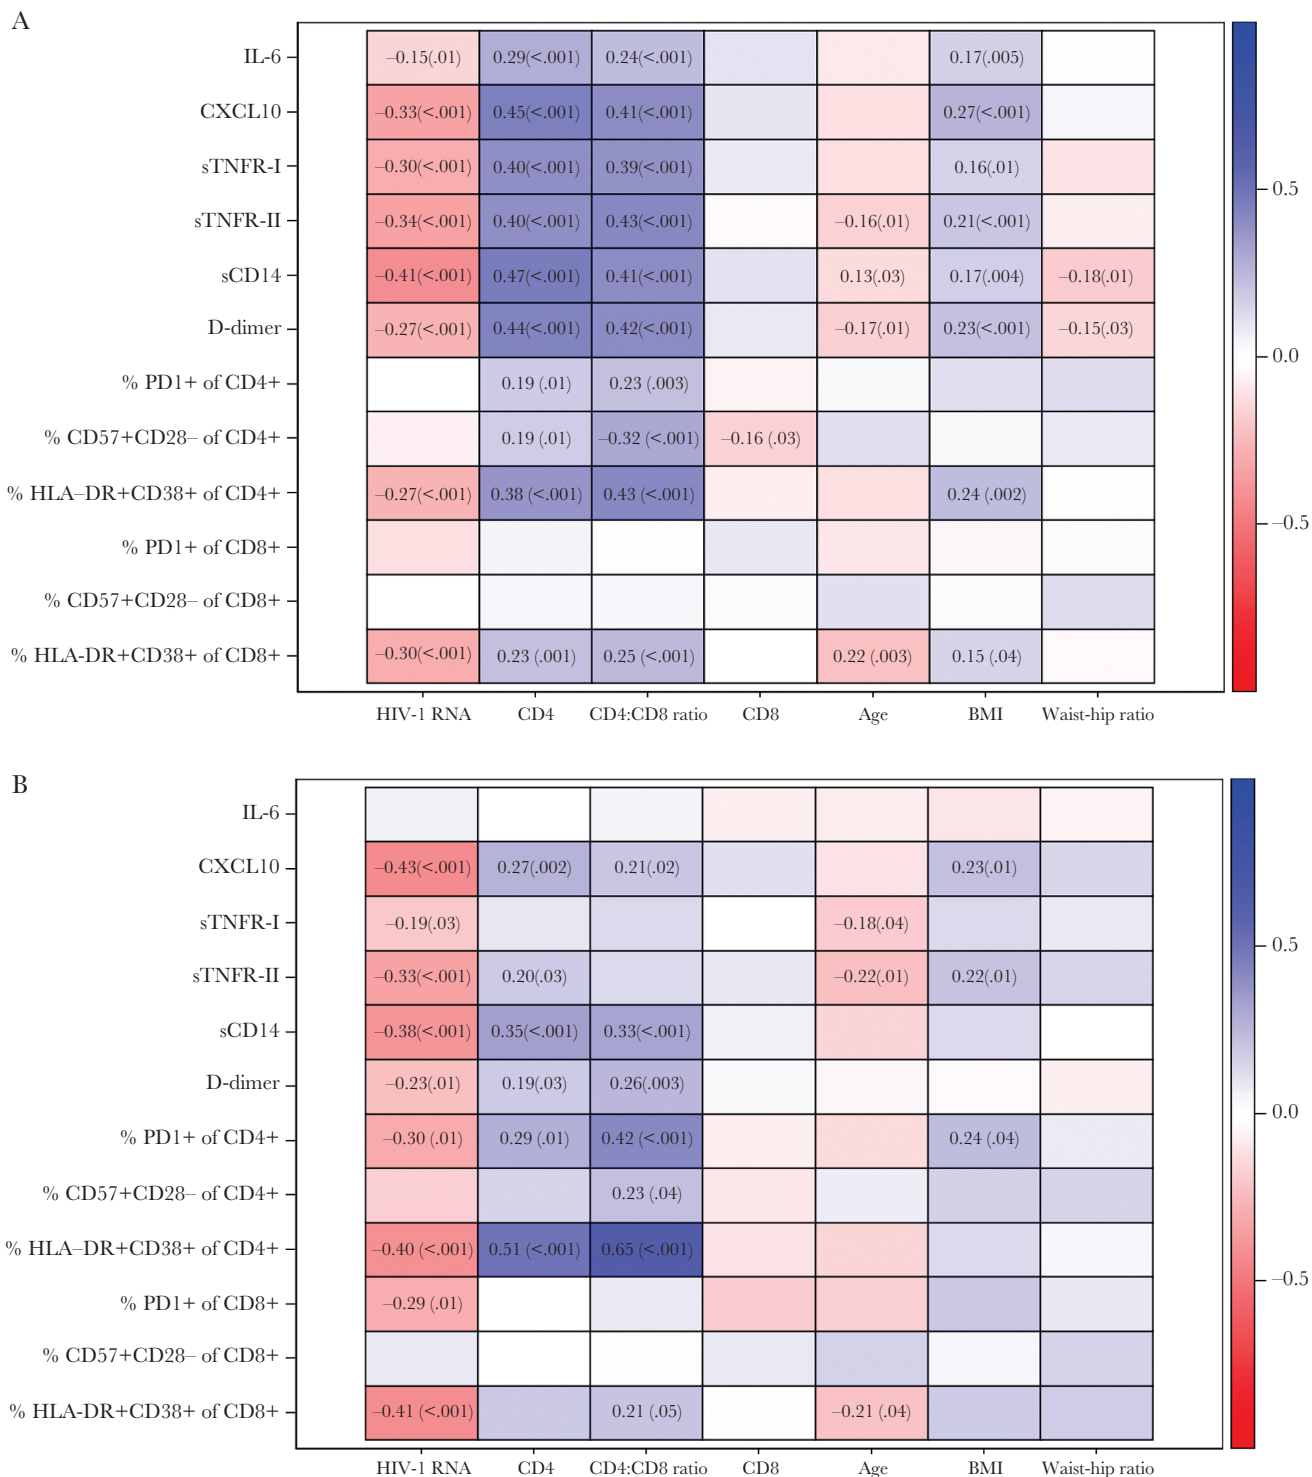 A
IL-6 −0.15(.01) 0.29(<.001) 0.24(<.001) 0.17(.005)
CXCL10 −0.33(<.001) 0.45(<.001) 0.41(<.001) 0.27(<.001)
sTNFR-I −0.30(<.001) 0.40(<.001) 0.39(<.001) 0.16(.01)
0.5
sTNFR-II −0.34(<.001) 0.40(<.001) 0.43(<.001) −0.16(.01) 0.21(<.001)
sCD14 −0.41(<.001) 0.47(<.001) 0.41(<.001) 0.13(.03) 0.17(.004) −0.18(.01)
D-dimer −0.27(<.001) 0.44(<.001) 0.42(<.001) −0.17(.01) 0.23(<.001) −0.15(.03)
0.0
% PD1+ of CD4+ 0.19 (.01) 0.23 (.003)
% CD57+CD28− of CD4+ 0.19 (.01) −0.32 (<.001) −0.16 (.03)
% HLA–DR+CD38+ of CD4+ −0.27(<.001) 0.38 (<.001) 0.43 (<.001) 0.24 (.002)
−0.5
% PD1+ of CD8+
% CD57+CD28− of CD8+
% HLA-DR+CD38+ of CD8+ −0.30(<.001) 0.23 (.001) 0.25 (<.001) 0.22 (.003) 0.15 (.04)
HIV-1 RNA CD4 CD4:CD8 ratio CD8 Age BMI Waist-hip ratio
B
IL-6
CXCL10 −0.43(<.001) 0.27(.002) 0.21(.02) 0.23(.01)
sTNFR-I −0.19(.03) −0.18(.04)
0.5
sTNFR-II −0.33(<.001) 0.20(.03) −0.22(.01) 0.22(.01)
sCD14 −0.38(<.001) 0.35(<.001) 0.33(<.001)
D-dimer −0.23(.01) 0.19(.03) 0.26(.003)
0.0
% PD1+ of CD4+ −0.30 (.01) 0.29 (.01) 0.42 (<.001) 0.24 (.04)
% CD57+CD28− of CD4+ 0.23 (.04)
% HLA–DR+CD38+ of CD4+ −0.40 (<.001) 0.51 (<.001) 0.65 (<.001)
−0.5
% PD1+ of CD8+ −0.29 (.01)
% CD57+CD28− of CD8+
% HLA-DR+CD38+ of CD8+ −0.41 (<.001) 0.21 (.05) −0.21 (.04)
HIV-1 RNA CD4 CD4:CD8 ratio CD8 Age BMI Waist-hip ratio